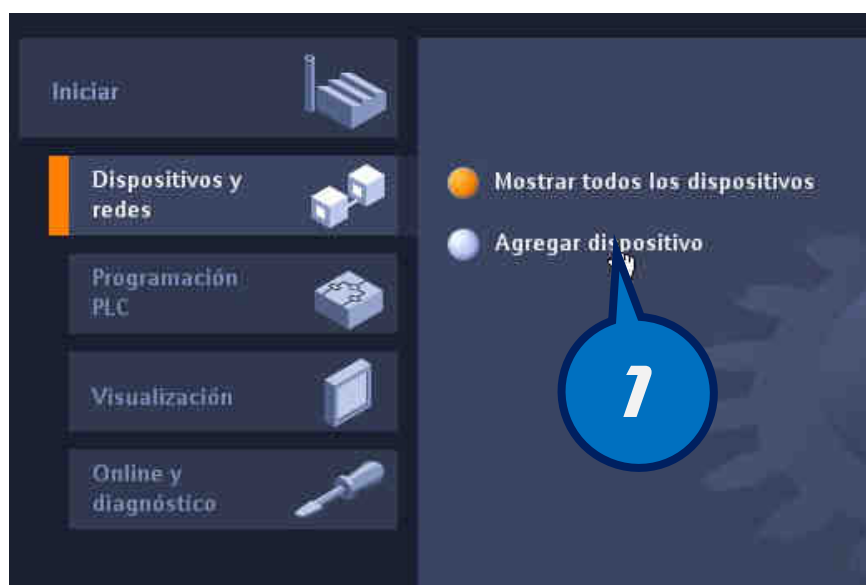 Iniciar
Dispositivos y
redes
Programación
PLC
Visualización
Online y
diagnóstico
Mostrar todos los dispositivos
Agregar dispositivo
1